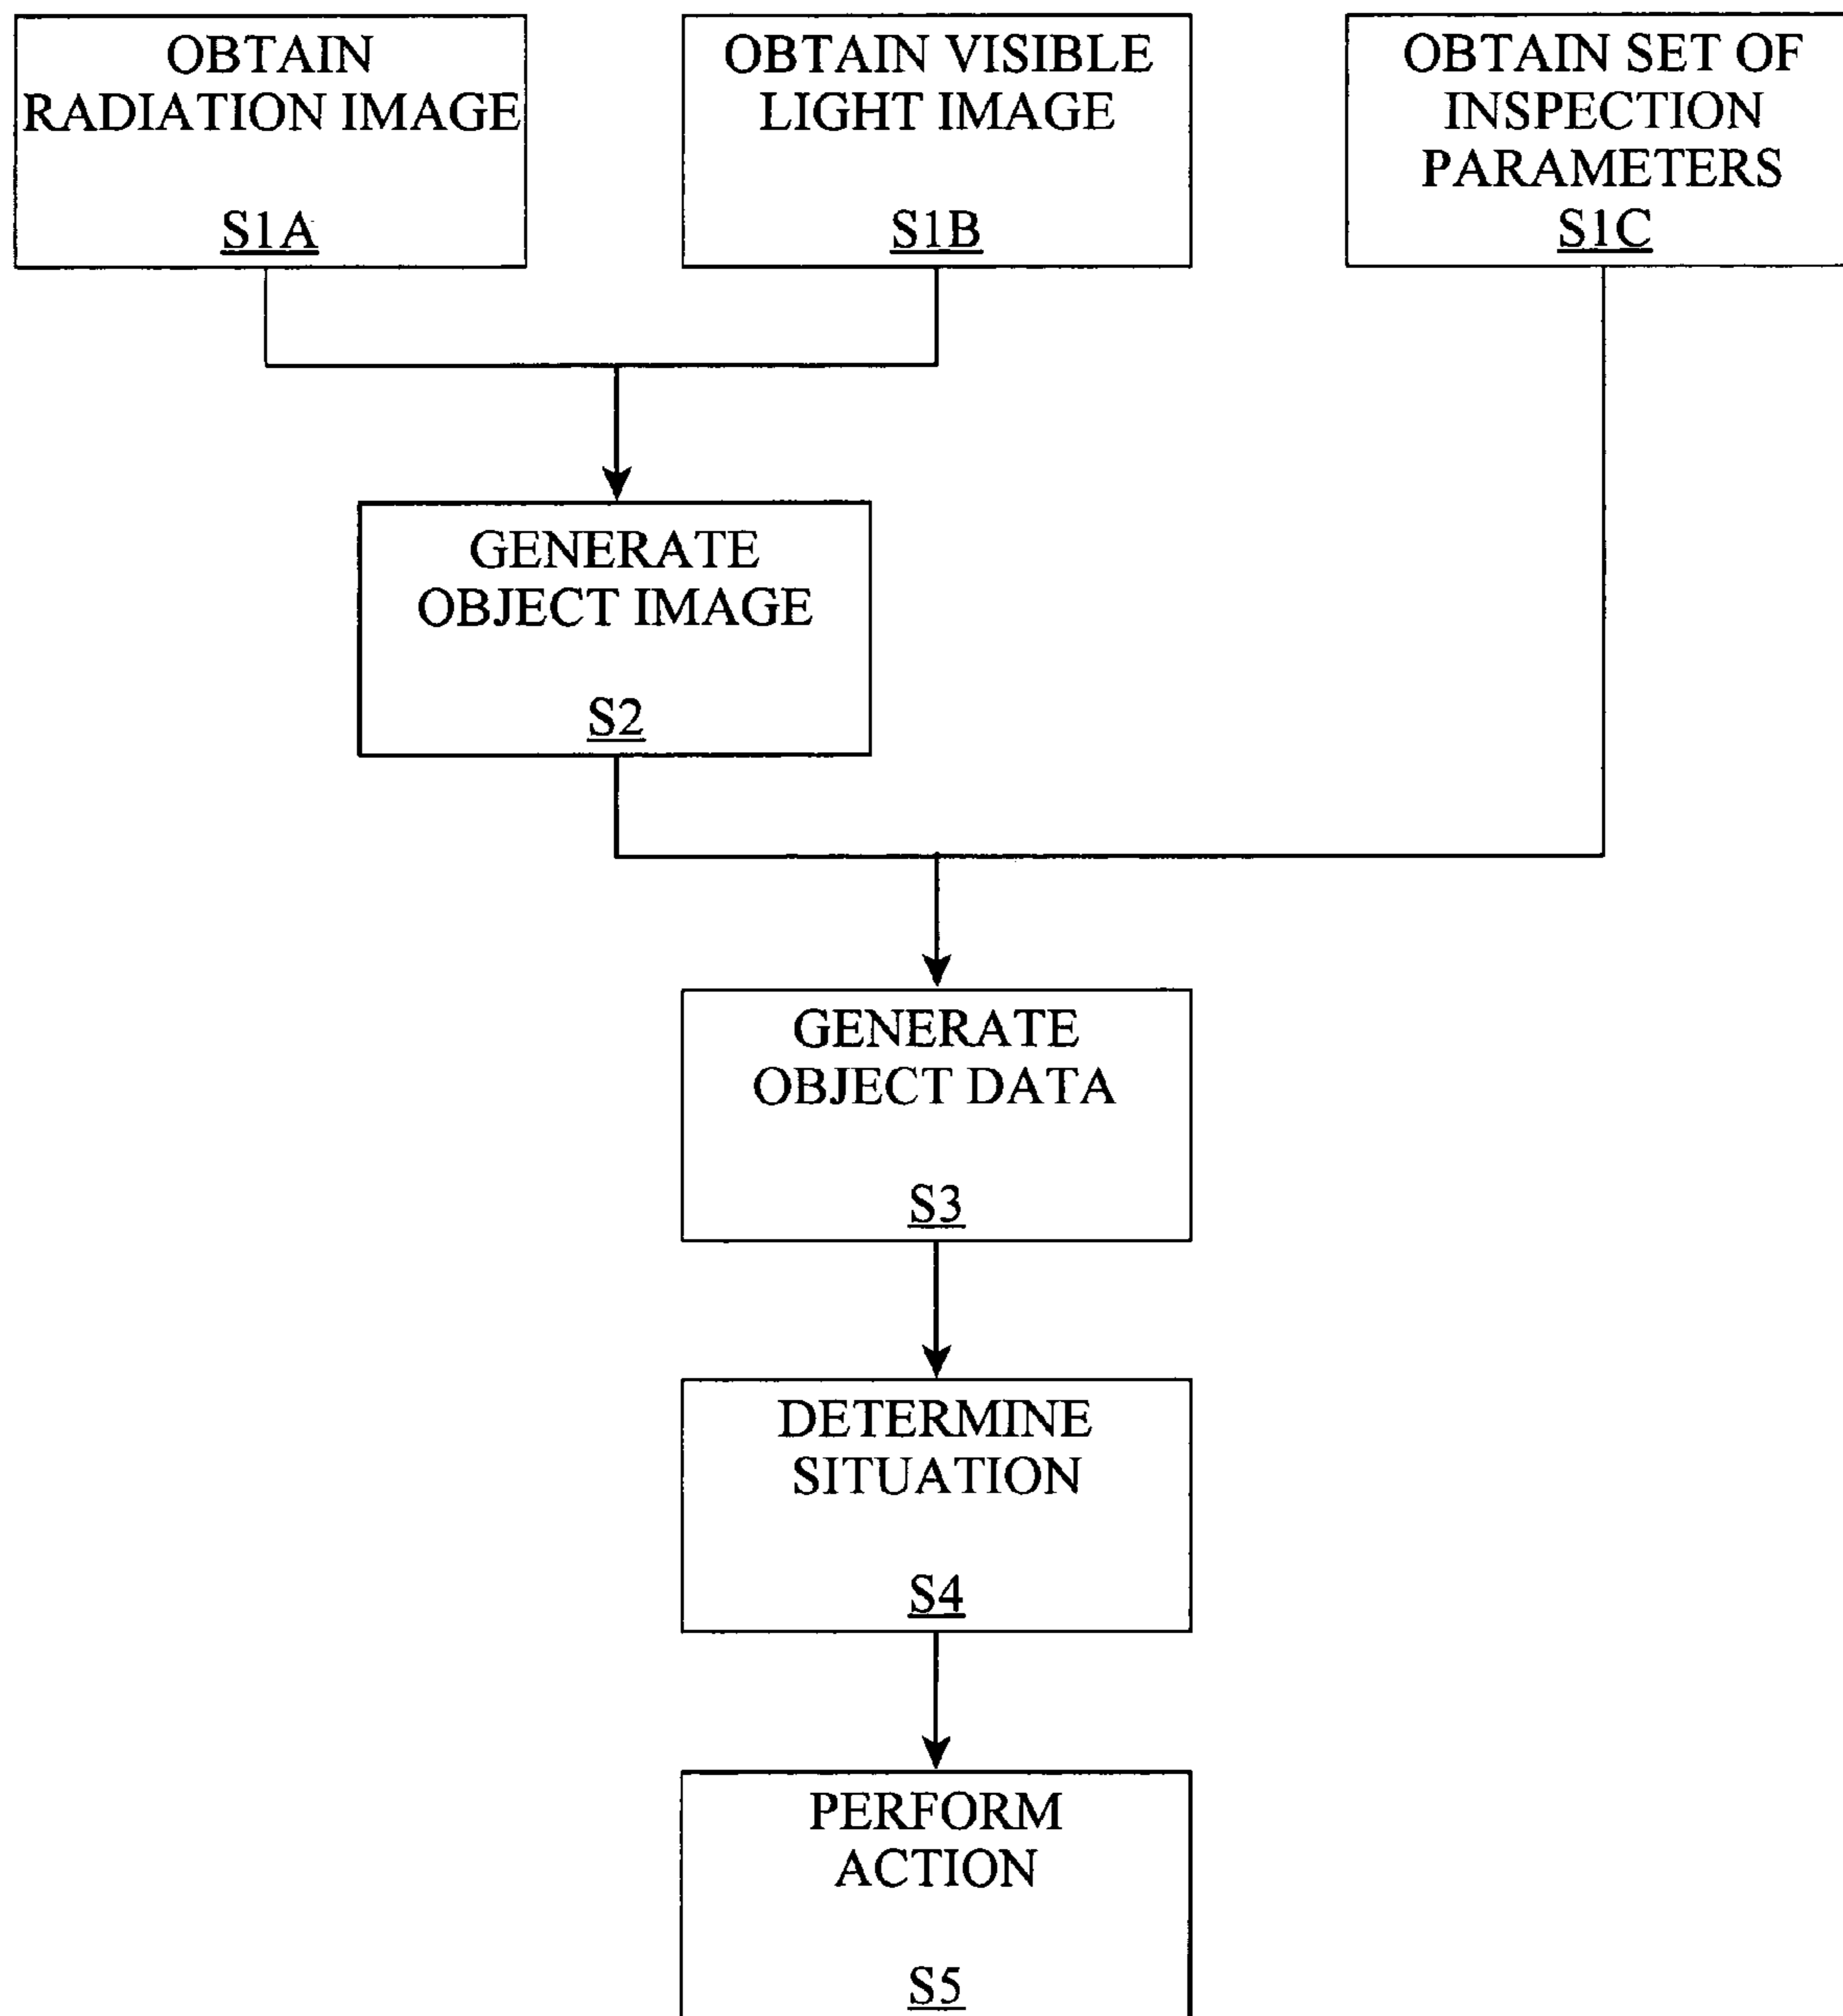 OBTAIN
RADIATION IMAGE
S1A
OBTAIN VISIBLE
LIGHT IMAGE
S1B
OBTAIN SET OF
INSPECTION
PARAMETERS
S1C
GENERATE
OBJECT IMAGE
S2
GENERATE
OBJECT DATA
S3
DETERMINE
SITUATION
S4
PERFORM
ACTION
S5